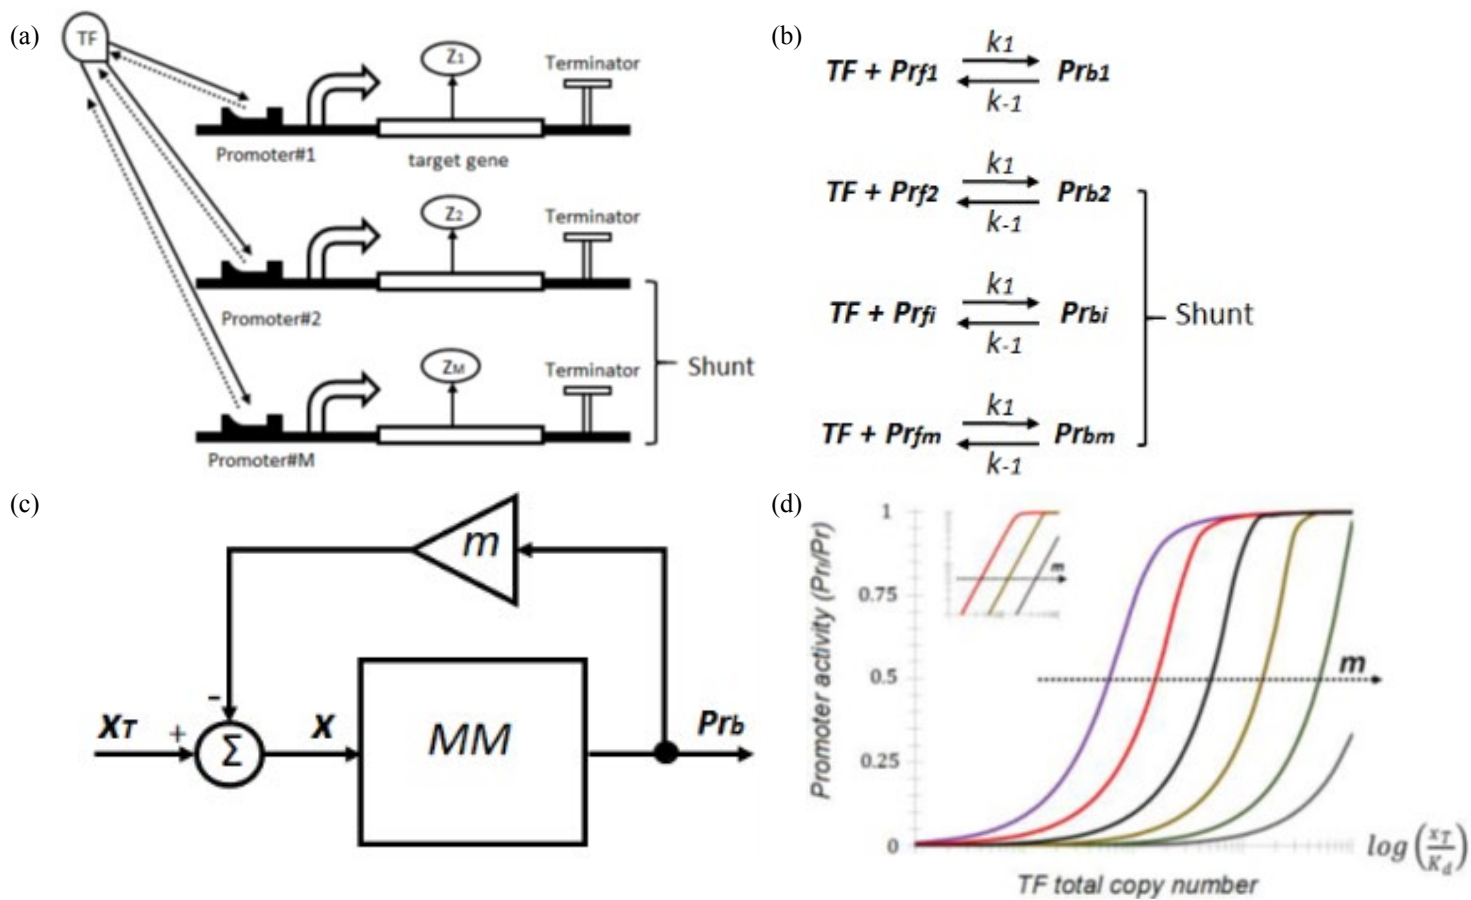 (a)
TF
Z1
Terminator
Promoter#1
target gene
Z2
Terminator
Promoter#2
ZM
Terminator
Promoter#M
Shunt
(b)
TF + Prf1 k1 k-1 Prb1
TF + Prf2 k1 k-1 Prb2
TF + Prfi k1 k-1 Prbi
TF + Prfm k1 k-1 Prbm
Shunt
(c)
m
XT + - Σ X MM Prb
(d)
Promoter activity
1
0.75
0.5
0.25
0
m
m
log(xT/Kd)
TF total copy number